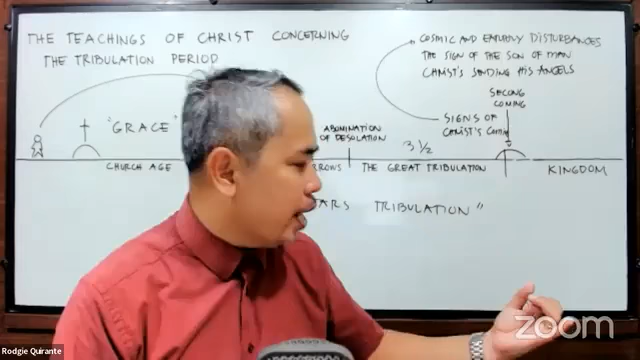 THE TEACHINGS OF CHRIST CONCERNING
THE TRIBULATION PERIOD
COSMIC AND EARTHLY DISTURBANCES
THE SIGN OF THE SON OF MAN
CHRIST'S SENDING HIS ANGELS
SECOND
COMING
"GRACE"
SIGNS OF
CHRIST'S COMING
ABOMINATION
OF DESOLATION
3 1/2
CHURCH AGE
ROWS
THE GREAT TRIBULATION
KINGDOM
ARS TRIBULATION"
Rodgie Quirante
zoom